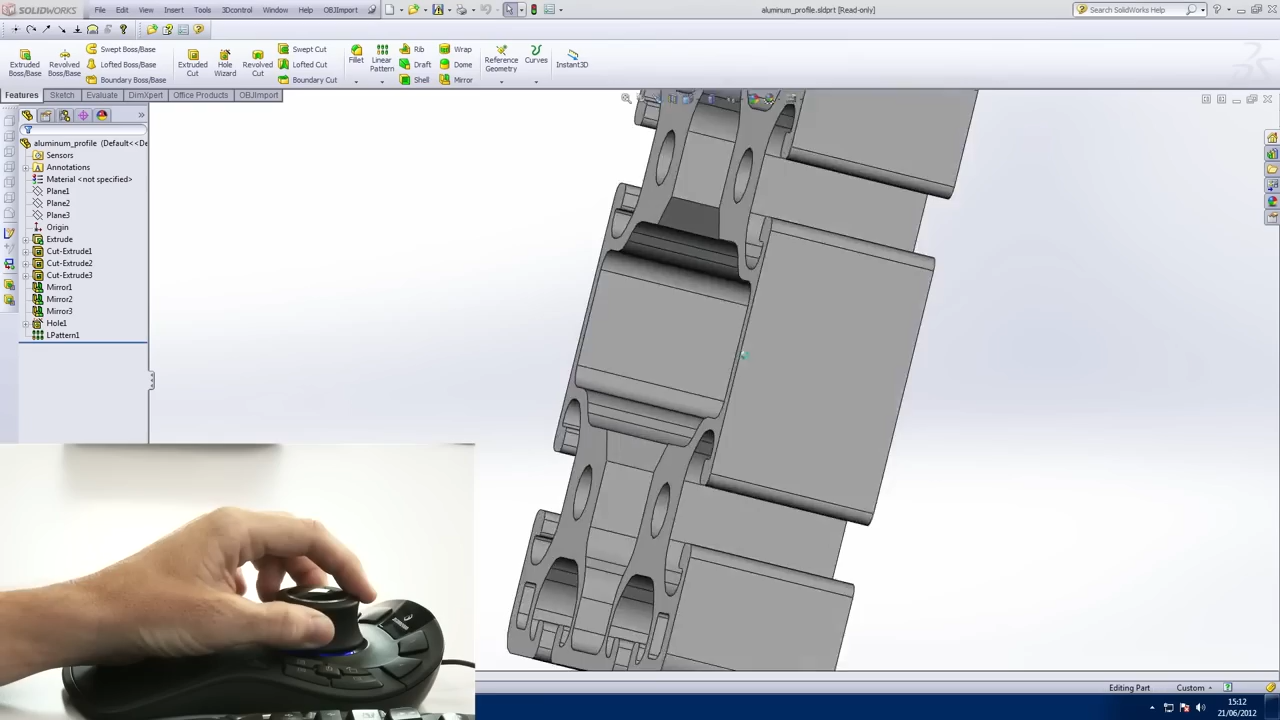 SOLIDWORKS File Edit View Insert Tools Window Help 3Dcontrol OBJImport aluminum_profile.sldprt [Read-only] Search SolidWorks Help
Extruded Boss/Base
Revolved Boss/Base
Swept Boss/Base
Lofted Boss/Base
Boundary Boss/Base
Extruded Cut
Hole Wizard
Revolved Cut
Swept Cut
Lofted Cut
Boundary Cut
Fillet
Linear Pattern
Rib
Draft
Shell
Wrap
Dome
Mirror
Reference Geometry
Curves
Instant3D
Features Sketch Evaluate DimXpert Office Products OBJImport
aluminum_profile (Default<<De
Sensors
Annotations
Material <not specified>
Plane1
Plane2
Plane3
Origin
Extrude
Cut-Extrude1
Cut-Extrude2
Cut-Extrude3
Mirror1
Mirror2
Mirror3
Hole1
LPattern1
Editing Part Custom
15:12
21/06/2012